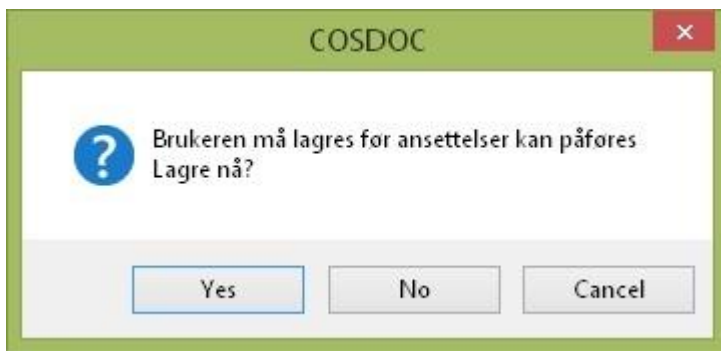 COSDOC
Brukeren må lagres før ansettelser kan påføres
Lagre nå?
Yes No Cancel